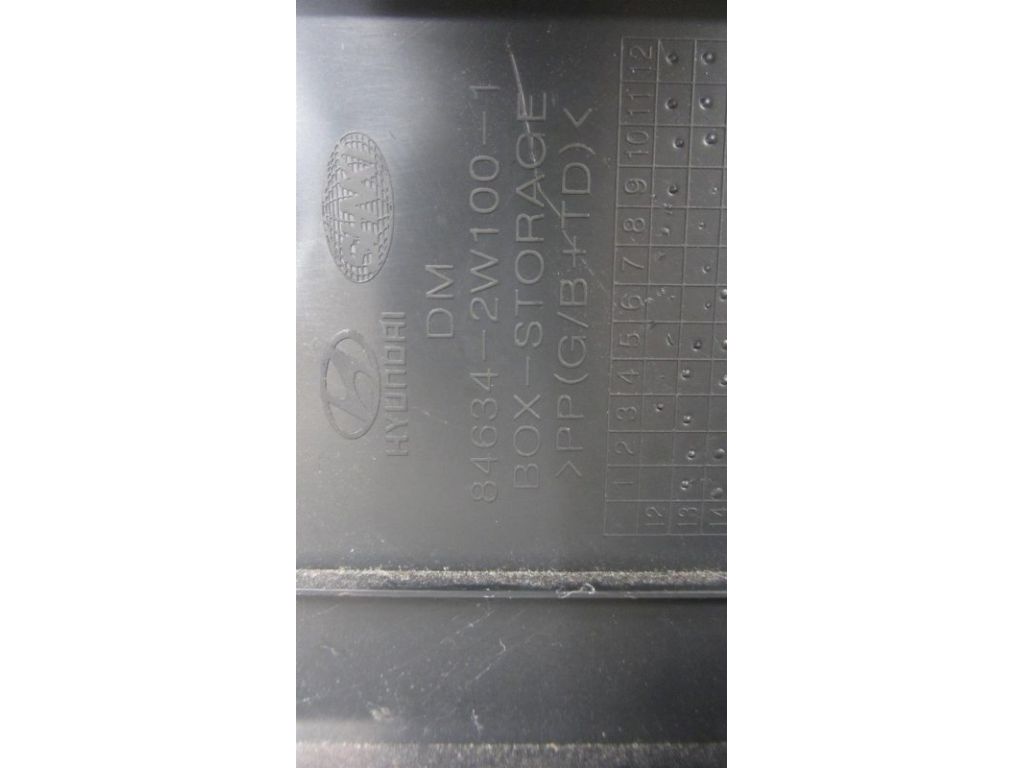 HYUNDAI
DM
84634-2W100-1
BOX-STORAGE
>PP(G/B+TD)<
1 2 3 4 5 6 7 8 9 10 11 12
12
13
14